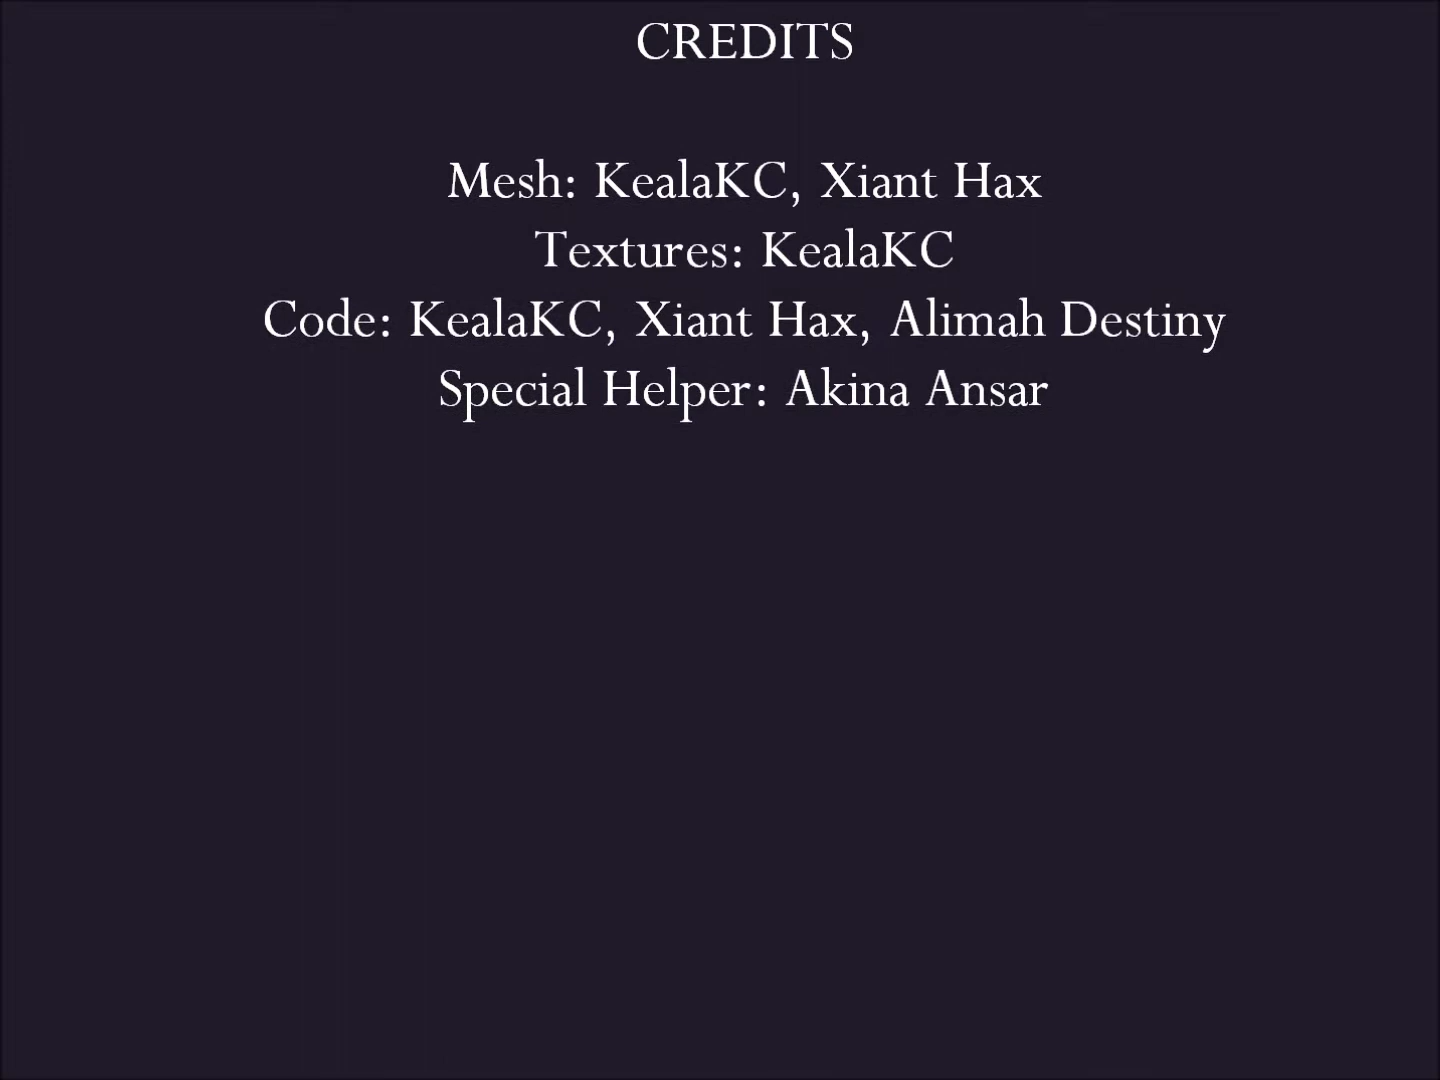 CREDITS
Mesh: KealaKC, Xiant Hax
Textures: KealaKC
Code: KealaKC, Xiant Hax, Alimah Destiny
Special Helper: Akina Ansar